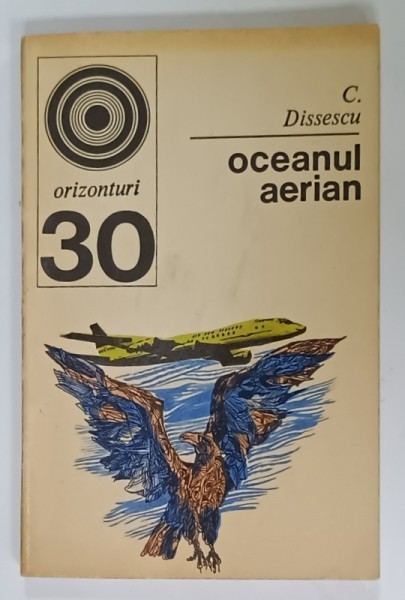 orizonturi
30
C.
Dissescu
oceanul
aerian